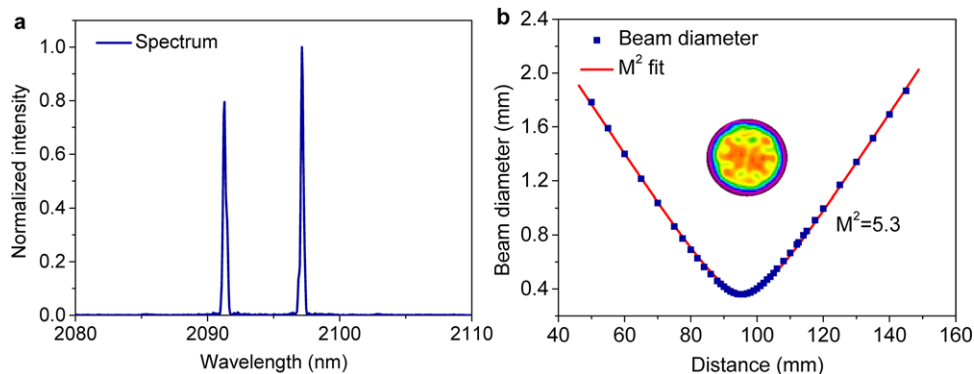 a
Spectrum
1.0
0.8
0.6
0.4
0.2
0.0
Normalized intensity
2080
2090
2100
2110
Wavelength (nm)
b
Beam diameter
M² fit
2.4
2.0
1.6
1.2
0.8
0.4
Beam diameter (mm)
M²=5.3
40
60
80
100
120
140
160
Distance (mm)